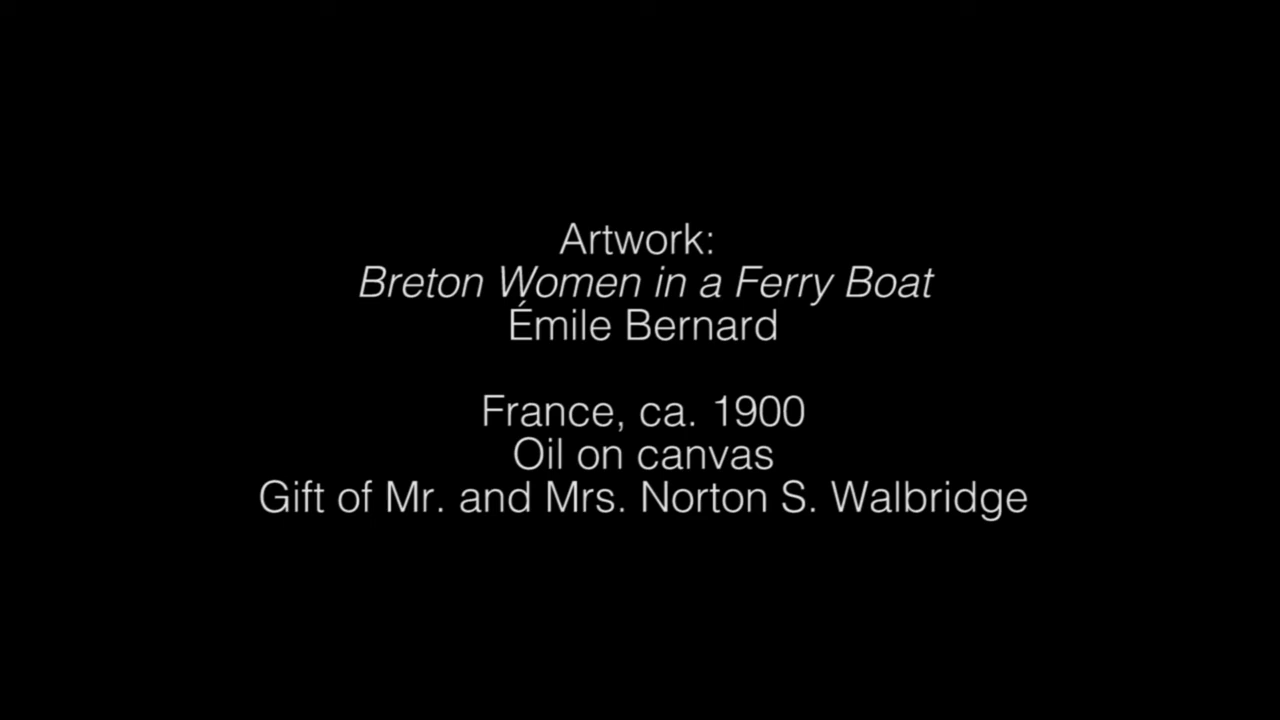 Artwork:
Breton Women in a Ferry Boat
Émile Bernard
France, ca. 1900
Oil on canvas
Gift of Mr. and Mrs. Norton S. Walbridge